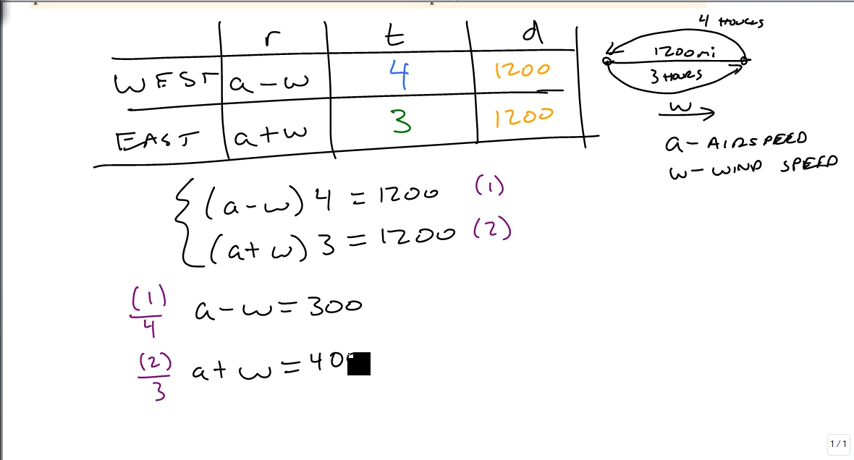 r t d
WEST a-w 4 1200
EAST a+w 3 1200
4 HOURS
1200mi
3 HOURS
w
a - AIRSPEED
w - WIND SPEED
(a-w) 4 = 1200 (1)
(a+w) 3 = 1200 (2)
(1)/4 a-w = 300
(2)/3 a+w = 40
1 / 1